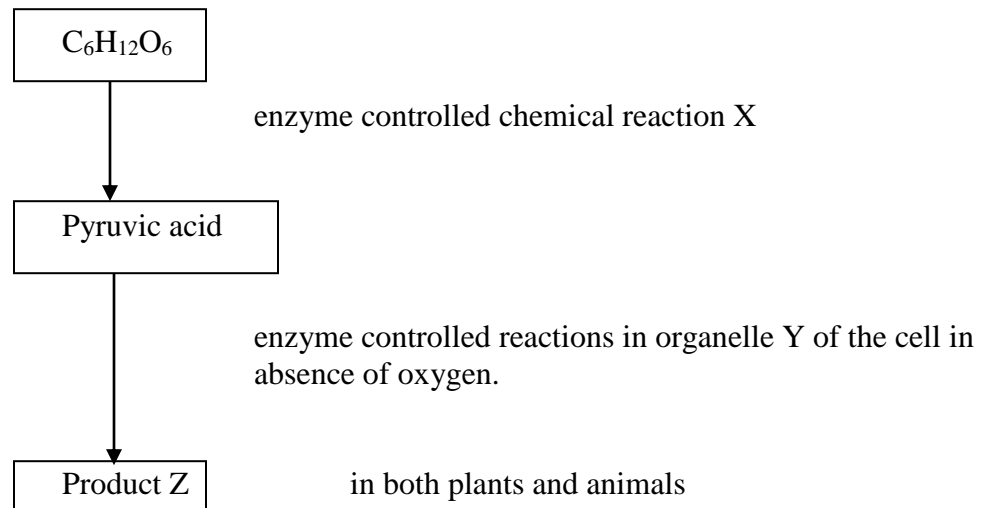 C₆H₁₂O₆
enzyme controlled chemical reaction X
Pyruvic acid
enzyme controlled reactions in organelle Y of the cell in
absence of oxygen.
Product Z in both plants and animals